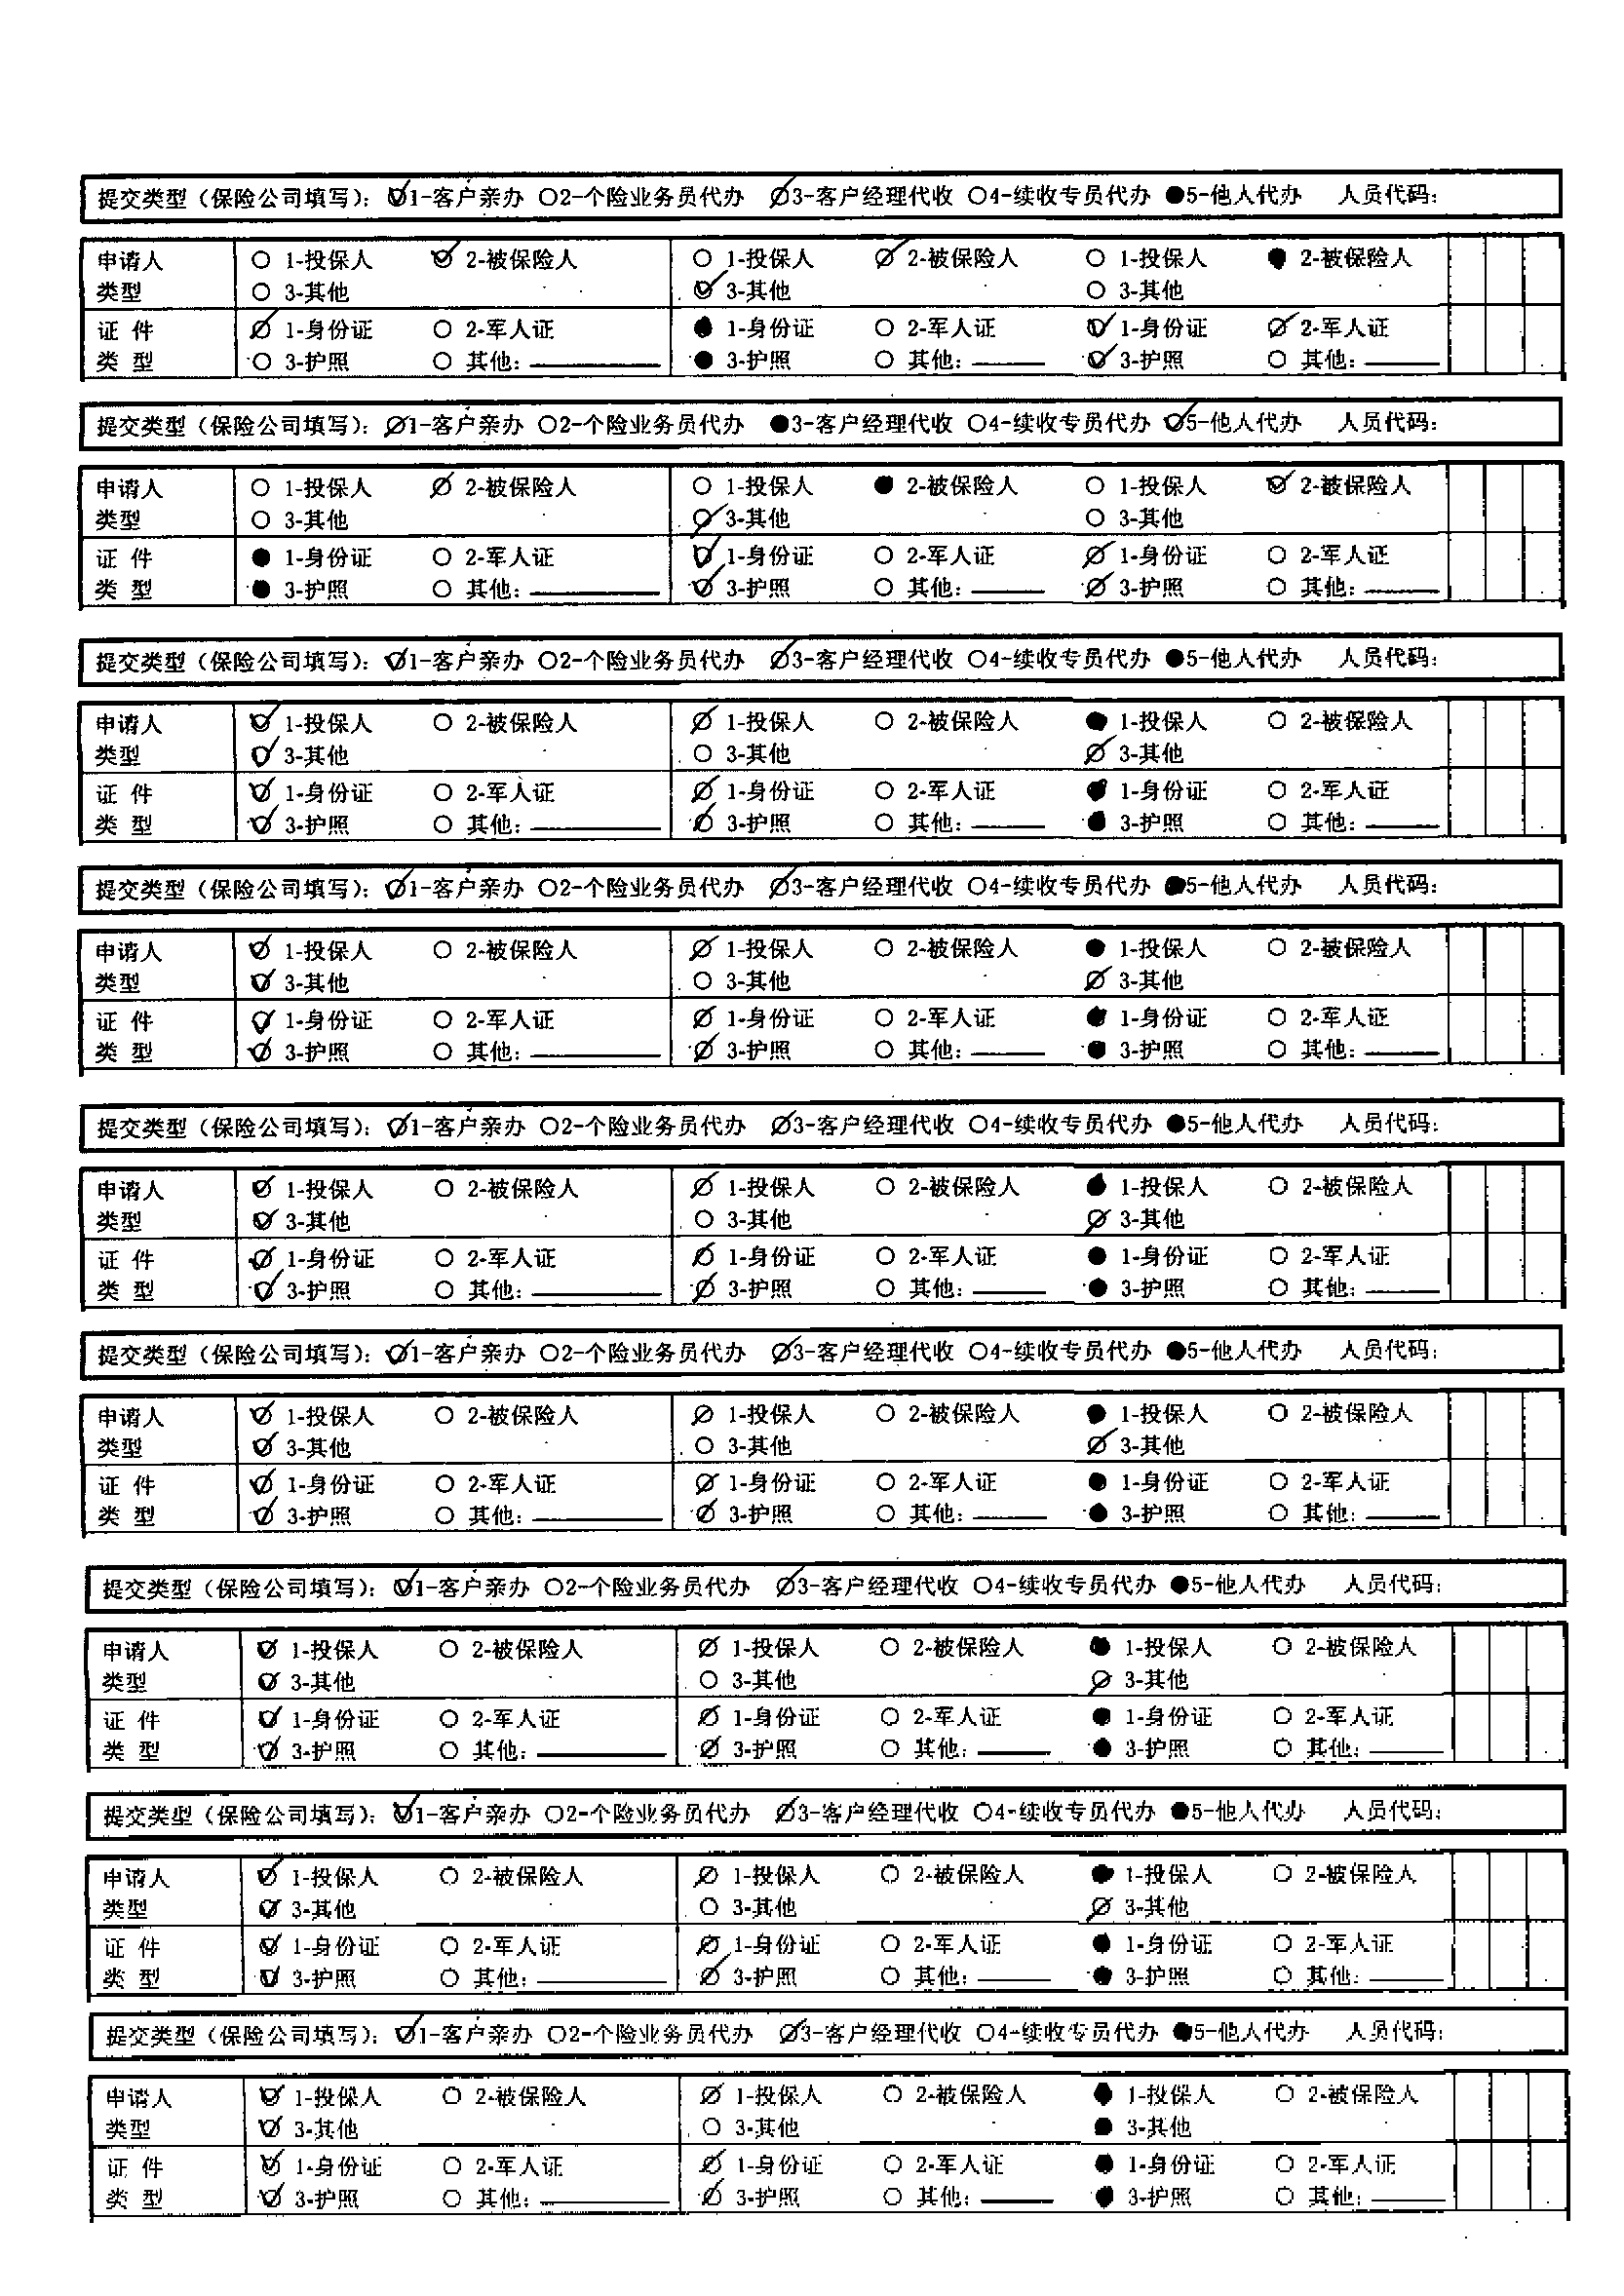 提交类型（保险公司填写）： 1-客户亲办 2-个险业务员代办 3-客户经理代收 4-续收专员代办 5-他人代办 人员代码：
申请人 1-投保人 2-被保险人 1-投保人 2-被保险人 1-投保人 2-被保险人
类型 3-其他 3-其他 3-其他
证 件 1-身份证 2-军人证 1-身份证 2-军人证 1-身份证 2-军人证
类 型 3-护照 其他： 3-护照 其他： 3-护照 其他：
提交类型（保险公司填写）： 1-客户亲办 2-个险业务员代办 3-客户经理代收 4-续收专员代办 5-他人代办 人员代码：
申请人 1-投保人 2-被保险人 1-投保人 2-被保险人 1-投保人 2-被保险人
类型 3-其他 3-其他 3-其他
证 件 1-身份证 2-军人证 1-身份证 2-军人证 1-身份证 2-军人证
类 型 3-护照 其他： 3-护照 其他： 3-护照 其他：
提交类型（保险公司填写）： 1-客户亲办 2-个险业务员代办 3-客户经理代收 4-续收专员代办 5-他人代办 人员代码：
申请人 1-投保人 2-被保险人 1-投保人 2-被保险人 1-投保人 2-被保险人
类型 3-其他 3-其他 3-其他
证 件 1-身份证 2-军人证 1-身份证 2-军人证 1-身份证 2-军人证
类 型 3-护照 其他： 3-护照 其他： 3-护照 其他：
提交类型（保险公司填写）： 1-客户亲办 2-个险业务员代办 3-客户经理代收 4-续收专员代办 5-他人代办 人员代码：
申请人 1-投保人 2-被保险人 1-投保人 2-被保险人 1-投保人 2-被保险人
类型 3-其他 3-其他 3-其他
证 件 1-身份证 2-军人证 1-身份证 2-军人证 1-身份证 2-军人证
类 型 3-护照 其他： 3-护照 其他： 3-护照 其他：
提交类型（保险公司填写）： 1-客户亲办 2-个险业务员代办 3-客户经理代收 4-续收专员代办 5-他人代办 人员代码：
申请人 1-投保人 2-被保险人 1-投保人 2-被保险人 1-投保人 2-被保险人
类型 3-其他 3-其他 3-其他
证 件 1-身份证 2-军人证 1-身份证 2-军人证 1-身份证 2-军人证
类 型 3-护照 其他： 3-护照 其他： 3-护照 其他：
提交类型（保险公司填写）： 1-客户亲办 2-个险业务员代办 3-客户经理代收 4-续收专员代办 5-他人代办 人员代码：
申请人 1-投保人 2-被保险人 1-投保人 2-被保险人 1-投保人 2-被保险人
类型 3-其他 3-其他 3-其他
证 件 1-身份证 2-军人证 1-身份证 2-军人证 1-身份证 2-军人证
类 型 3-护照 其他： 3-护照 其他： 3-护照 其他：
提交类型（保险公司填写）： 1-客户亲办 2-个险业务员代办 3-客户经理代收 4-续收专员代办 5-他人代办 人员代码：
申请人 1-投保人 2-被保险人 1-投保人 2-被保险人 1-投保人 2-被保险人
类型 3-其他 3-其他 3-其他
证 件 1-身份证 2-军人证 1-身份证 2-军人证 1-身份证 2-军人证
类 型 3-护照 其他： 3-护照 其他： 3-护照 其他：
提交类型（保险公司填写）： 1-客户亲办 2-个险业务员代办 3-客户经理代收 4-续收专员代办 5-他人代办 人员代码：
申请人 1-投保人 2-被保险人 1-投保人 2-被保险人 1-投保人 2-被保险人
类型 3-其他 3-其他 3-其他
证 件 1-身份证 2-军人证 1-身份证 2-军人证 1-身份证 2-军人证
类 型 3-护照 其他： 3-护照 其他： 3-护照 其他：
提交类型（保险公司填写）： 1-客户亲办 2-个险业务员代办 3-客户经理代收 4-续收专员代办 5-他人代办 人员代码：
申请人 1-投保人 2-被保险人 1-投保人 2-被保险人 1-投保人 2-被保险人
类型 3-其他 3-其他 3-其他
证 件 1-身份证 2-军人证 1-身份证 2-军人证 1-身份证 2-军人证
类 型 3-护照 其他： 3-护照 其他： 3-护照 其他：